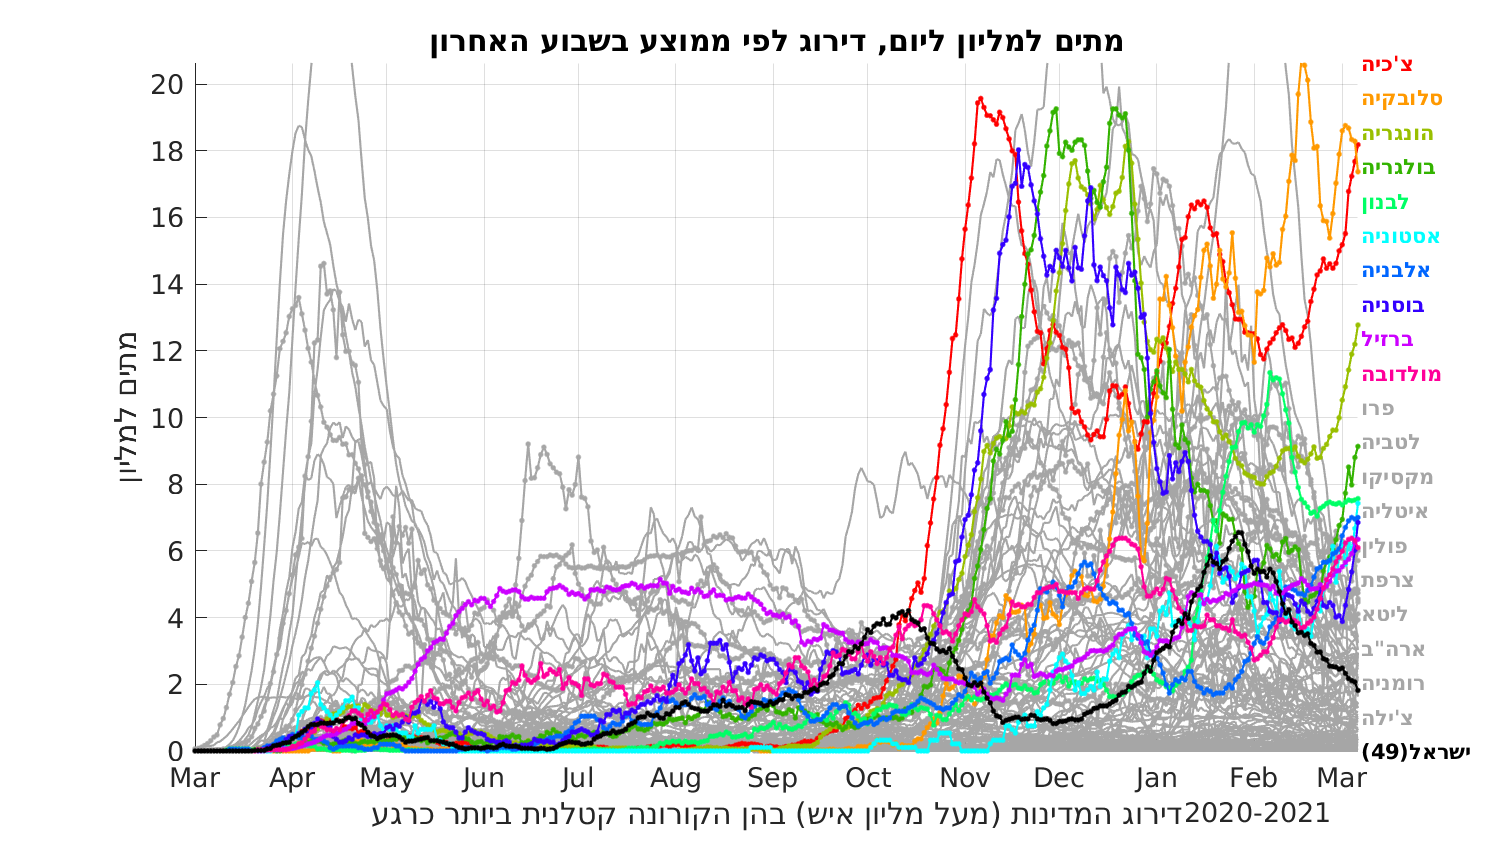 מתים למליון ליום, דירוג לפי ממוצע בשבוע האחרון
מתים למליון
20
18
16
14
12
10
8
6
4
2
0
Mar Apr May Jun Jul Aug Sep Oct Nov Dec Jan Feb Mar
דירוג המדינות (מעל מליון איש) בהן הקורונה קטלנית ביותר כרגע2020-2021
צ'כיה
סלובקיה
הונגריה
בולגריה
לבנון
אסטוניה
אלבניה
בוסניה
ברזיל
מולדובה
פרו
לטביה
מקסיקו
איטליה
פולין
צרפת
ליטא
ארה"ב
רומניה
צ'ילה
ישראל(49)